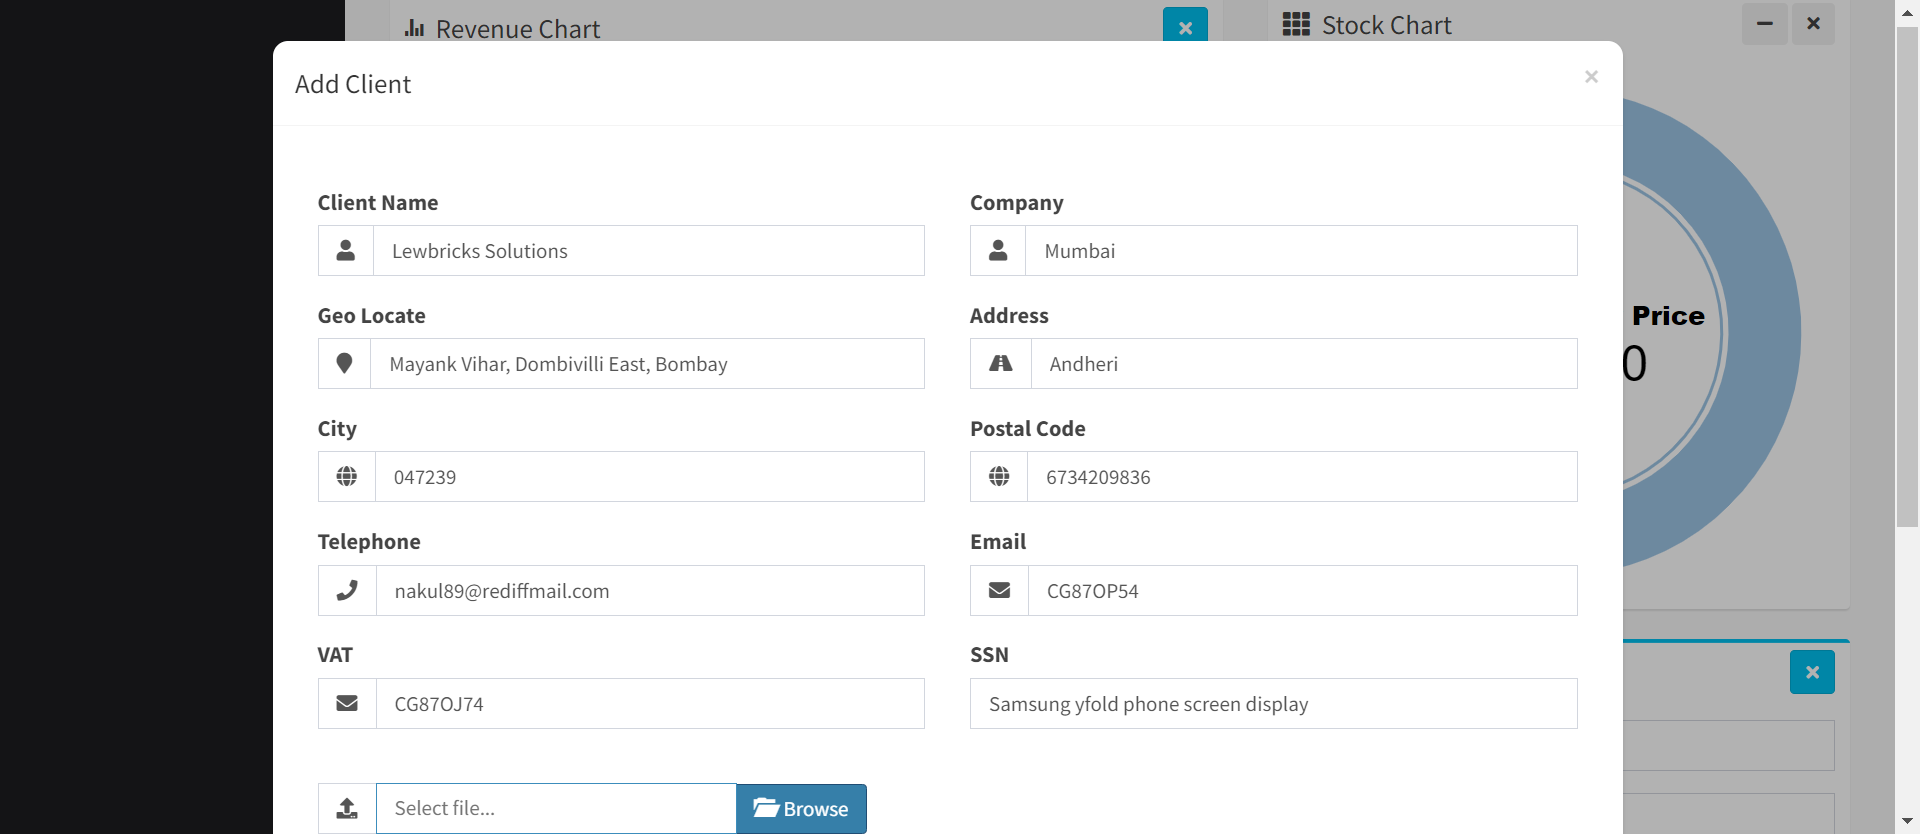 Revenue Chart
Stock Chart
Add Client
Client Name
Company
Lewbricks Solutions
Mumbai
Geo Locate
Address
Mayank Vihar, Dombivilli East, Bombay
Andheri
Price
0
City
Postal Code
047239
6734209836
Telephone
Email
nakul89@rediffmail.com
CG87OP54
VAT
SSN
CG87OJ74
Samsung yfold phone screen display
Select file...
Browse